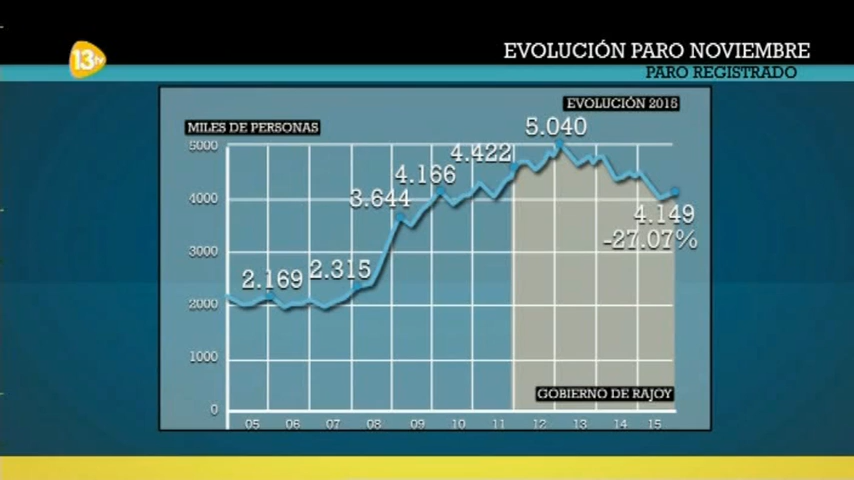 13tv
EVOLUCIÓN PARO NOVIEMBRE
PARO REGISTRADO
EVOLUCIÓN 2015
MILES DE PERSONAS
5000
4000
3000
2000
1000
0
2.169
2.315
3.644
4.166
4.422
5.040
4.149
-27.07%
GOBIERNO DE RAJOY
05 06 07 08 09 10 11 12 13 14 15